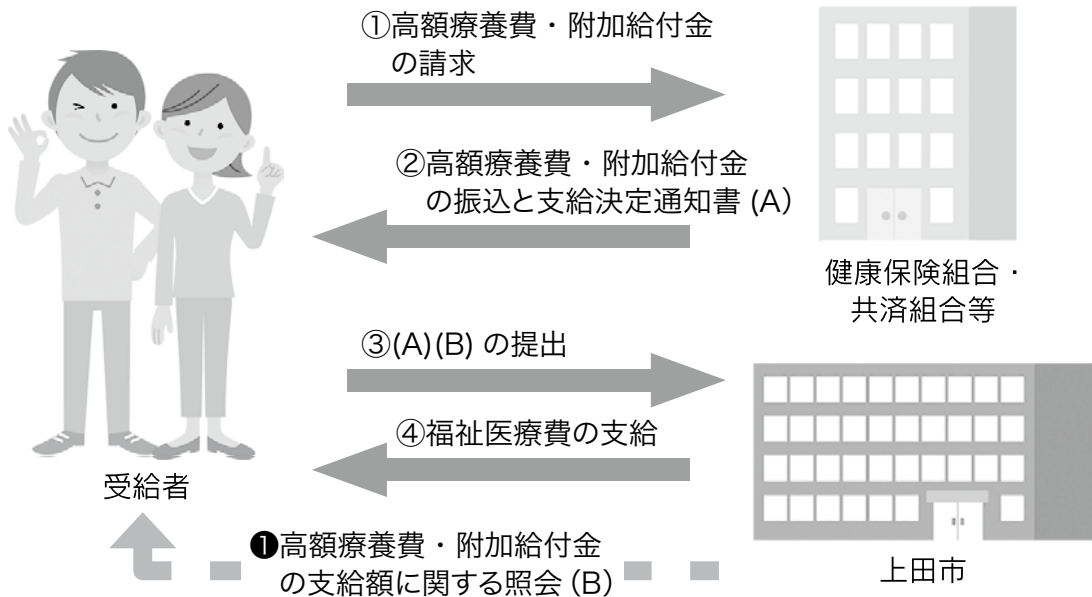 ①高額療養費・附加給付金
の請求
②高額療養費・附加給付金
の振込と支給決定通知書 (A)
健康保険組合・
共済組合等
③(A)(B) の提出
④福祉医療費の支給
受給者
❶高額療養費・附加給付金
の支給額に関する照会 (B)
上田市